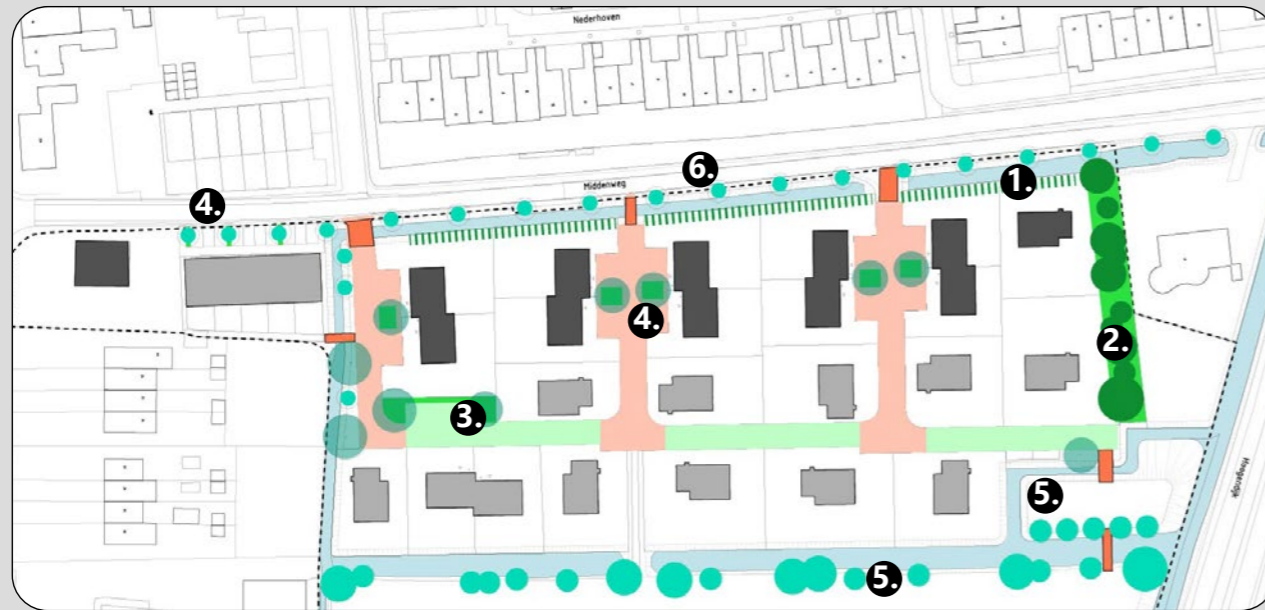 Nederhoven
6.
1.
Middenweg
4.
4.
2.
3.
5.
Hoogendijk
5.